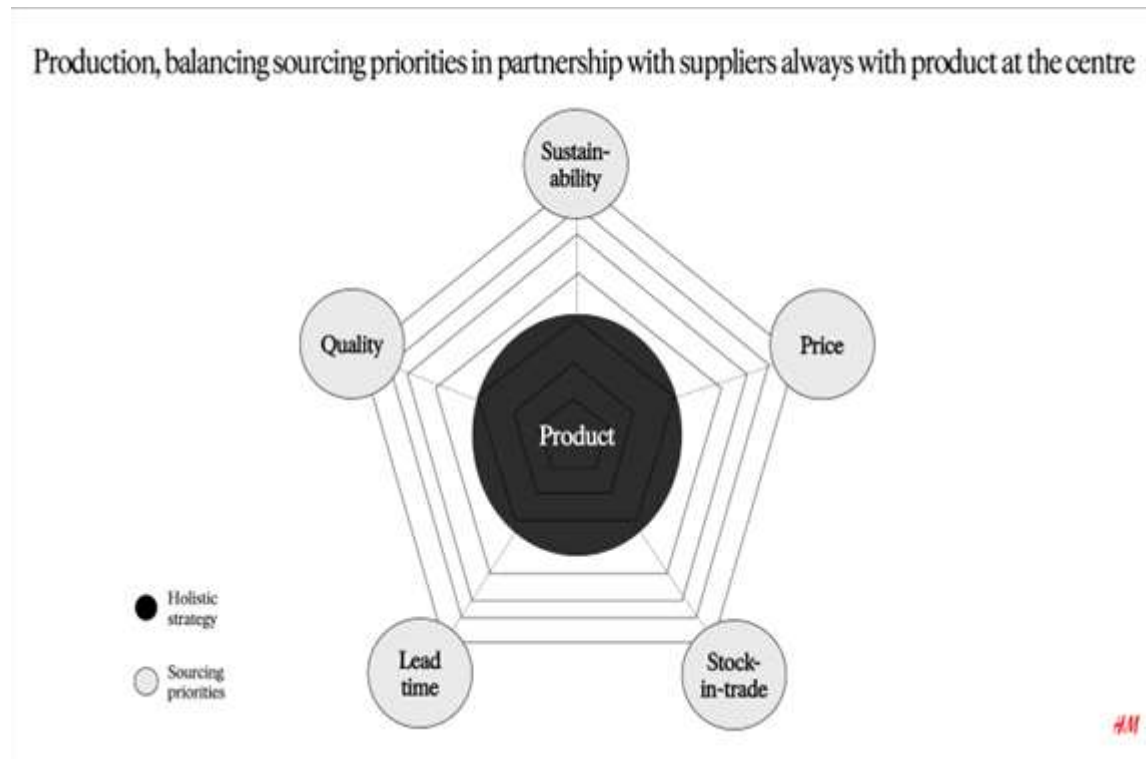 Production, balancing sourcing priorities in partnership with suppliers always with product at the centre
Sustain-
ability
Quality
Price
Product
Lead
time
Stock-
in-trade
Holistic
strategy
Sourcing
priorities
H&M